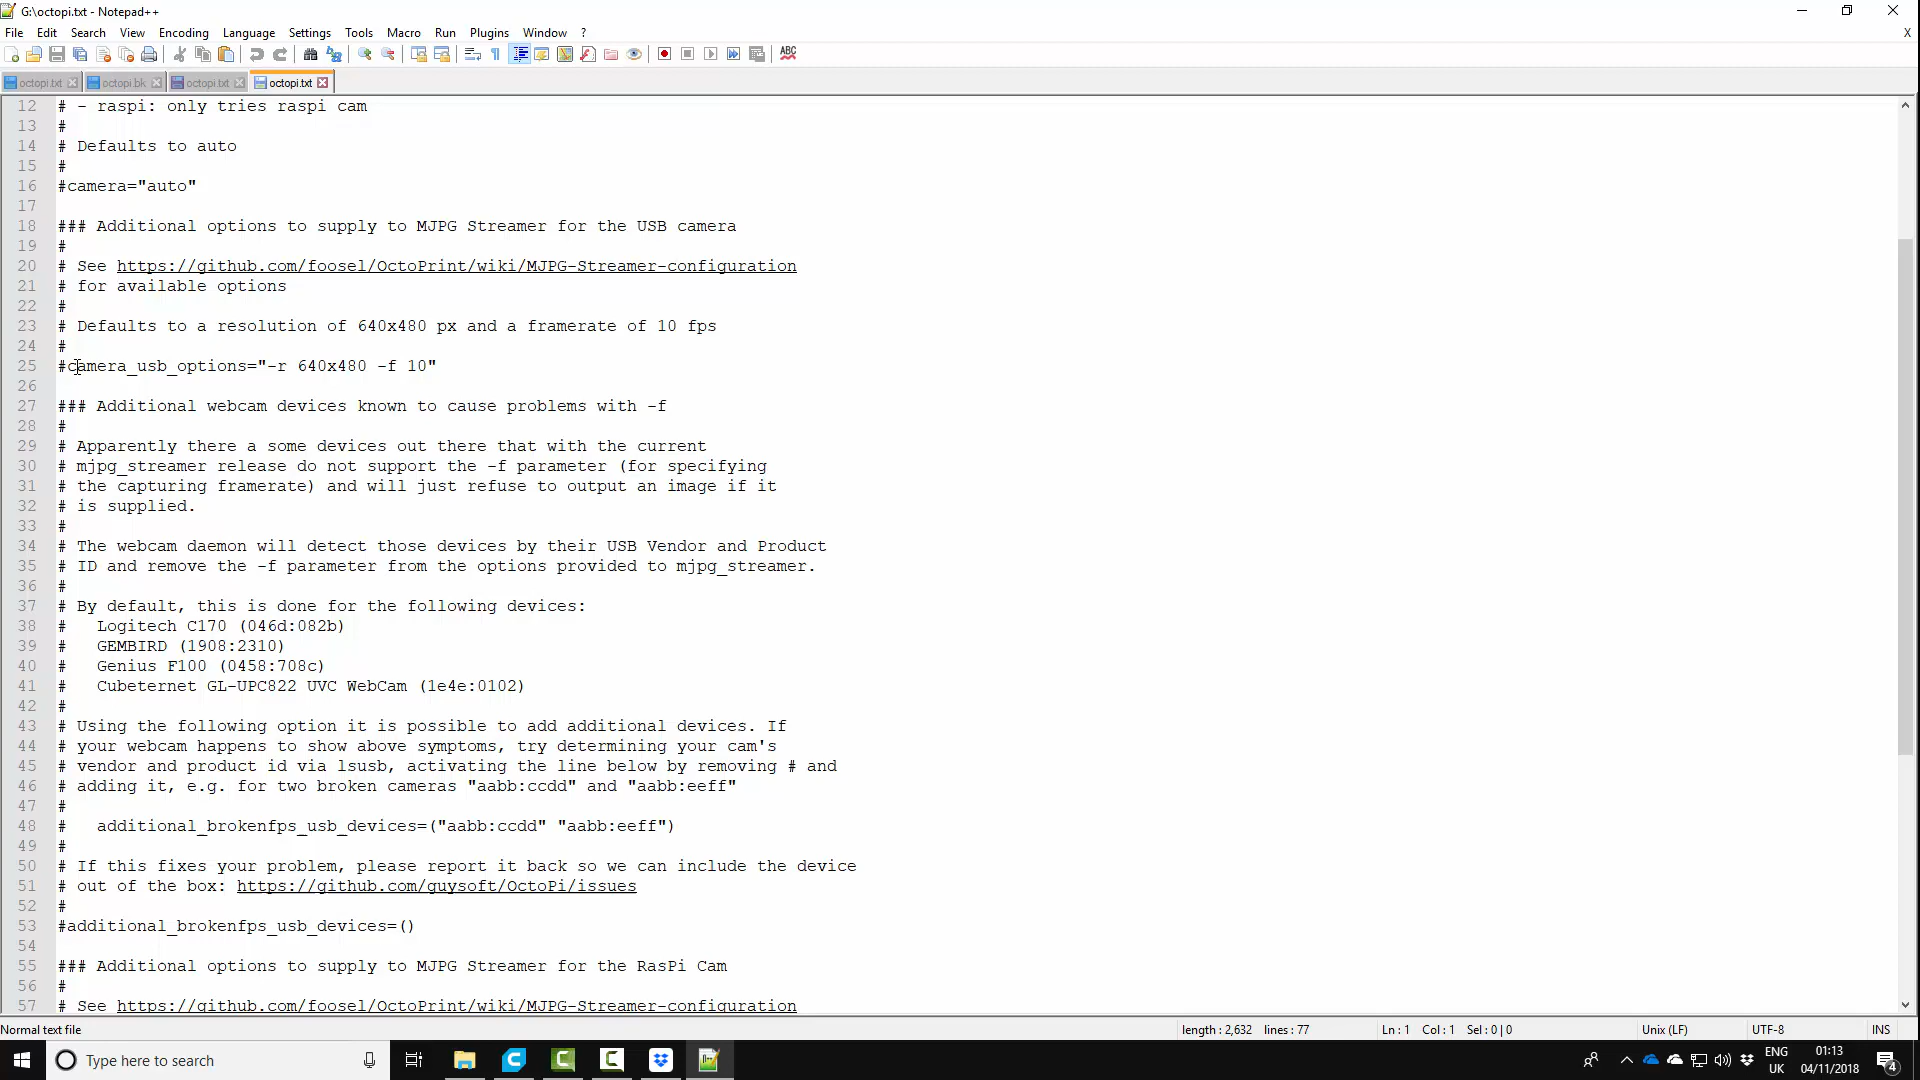 G:\octopi.txt - Notepad++
File Edit Search View Encoding Language Settings Tools Macro Run Plugins Window ? X
ABC
octopi.txt octopi.bk octopi.txt octopi.txt
12 # - raspi: only tries raspi cam
13 #
14 # Defaults to auto
15 #
16 #camera="auto"
17
18 ### Additional options to supply to MJPG Streamer for the USB camera
19 #
20 # See https://github.com/foosel/OctoPrint/wiki/MJPG-Streamer-configuration
21 # for available options
22 #
23 # Defaults to a resolution of 640x480 px and a framerate of 10 fps
24 #
25 #camera_usb_options="-r 640x480 -f 10"
26
27 ### Additional webcam devices known to cause problems with -f
28 #
29 # Apparently there a some devices out there that with the current
30 # mjpg_streamer release do not support the -f parameter (for specifying
31 # the capturing framerate) and will just refuse to output an image if it
32 # is supplied.
33 #
34 # The webcam daemon will detect those devices by their USB Vendor and Product
35 # ID and remove the -f parameter from the options provided to mjpg_streamer.
36 #
37 # By default, this is done for the following devices:
38 #   Logitech C170 (046d:082b)
39 #   GEMBIRD (1908:2310)
40 #   Genius F100 (0458:708c)
41 #   Cubeternet GL-UPC822 UVC WebCam (1e4e:0102)
42 #
43 # Using the following option it is possible to add additional devices. If
44 # your webcam happens to show above symptoms, try determining your cam's
45 # vendor and product id via lsusb, activating the line below by removing # and
46 # adding it, e.g. for two broken cameras "aabb:ccdd" and "aabb:eeff"
47 #
48 #   additional_brokenfps_usb_devices=("aabb:ccdd" "aabb:eeff")
49 #
50 # If this fixes your problem, please report it back so we can include the device
51 # out of the box: https://github.com/guysoft/OctoPi/issues
52 #
53 #additional_brokenfps_usb_devices=()
54
55 ### Additional options to supply to MJPG Streamer for the RasPi Cam
56 #
57 # See https://github.com/foosel/OctoPrint/wiki/MJPG-Streamer-configuration
Normal text file length : 2,632 lines : 77 Ln : 1 Col : 1 Sel : 0 | 0 Unix (LF) UTF-8 INS
Type here to search ENG UK 01:13 04/11/2018 4